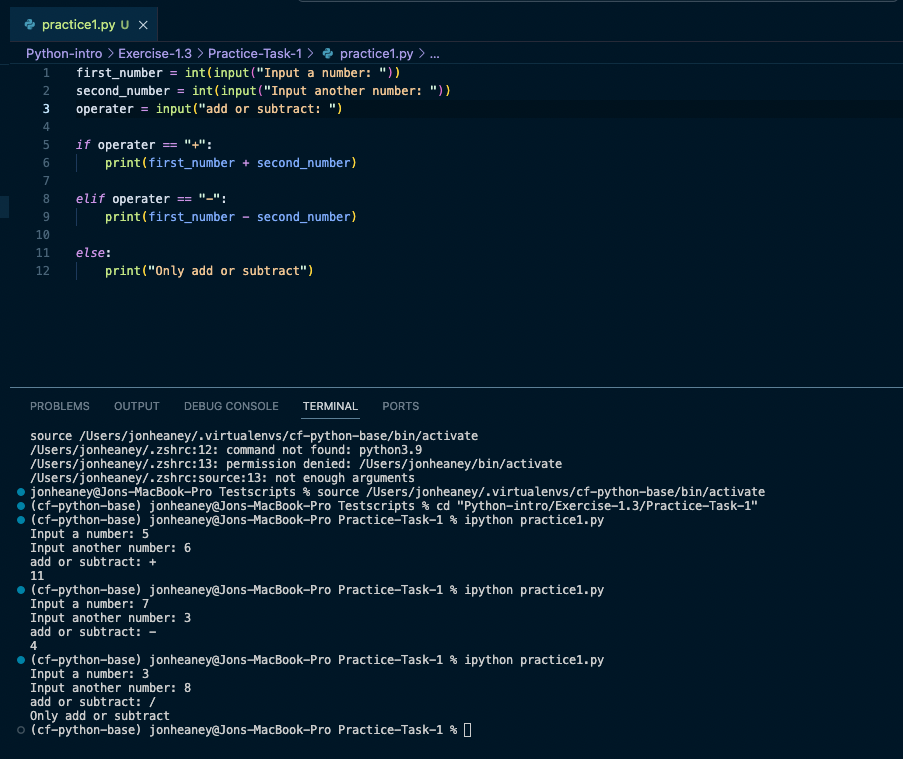 practice1.py U ×
Python-intro > Exercise-1.3 > Practice-Task-1 > practice1.py > ...
1 first_number = int(input("Input a number: "))
2 second_number = int(input("Input another number: "))
3 operater = input("add or subtract: ")
4
5 if operater == "+":
6     print(first_number + second_number)
7
8 elif operater == "-":
9     print(first_number - second_number)
10
11 else:
12     print("Only add or subtract")
PROBLEMS OUTPUT DEBUG CONSOLE TERMINAL PORTS
source /Users/jonheaney/.virtualenvs/cf-python-base/bin/activate
/Users/jonheaney/.zshrc:12: command not found: python3.9
/Users/jonheaney/.zshrc:13: permission denied: /Users/jonheaney/bin/activate
/Users/jonheaney/.zshrc:source:13: not enough arguments
jonheaney@Jons-MacBook-Pro Testscripts % source /Users/jonheaney/.virtualenvs/cf-python-base/bin/activate
(cf-python-base) jonheaney@Jons-MacBook-Pro Testscripts % cd "Python-intro/Exercise-1.3/Practice-Task-1"
(cf-python-base) jonheaney@Jons-MacBook-Pro Practice-Task-1 % ipython practice1.py
Input a number: 5
Input another number: 6
add or subtract: +
11
(cf-python-base) jonheaney@Jons-MacBook-Pro Practice-Task-1 % ipython practice1.py
Input a number: 7
Input another number: 3
add or subtract: -
4
(cf-python-base) jonheaney@Jons-MacBook-Pro Practice-Task-1 % ipython practice1.py
Input a number: 3
Input another number: 8
add or subtract: /
Only add or subtract
(cf-python-base) jonheaney@Jons-MacBook-Pro Practice-Task-1 %